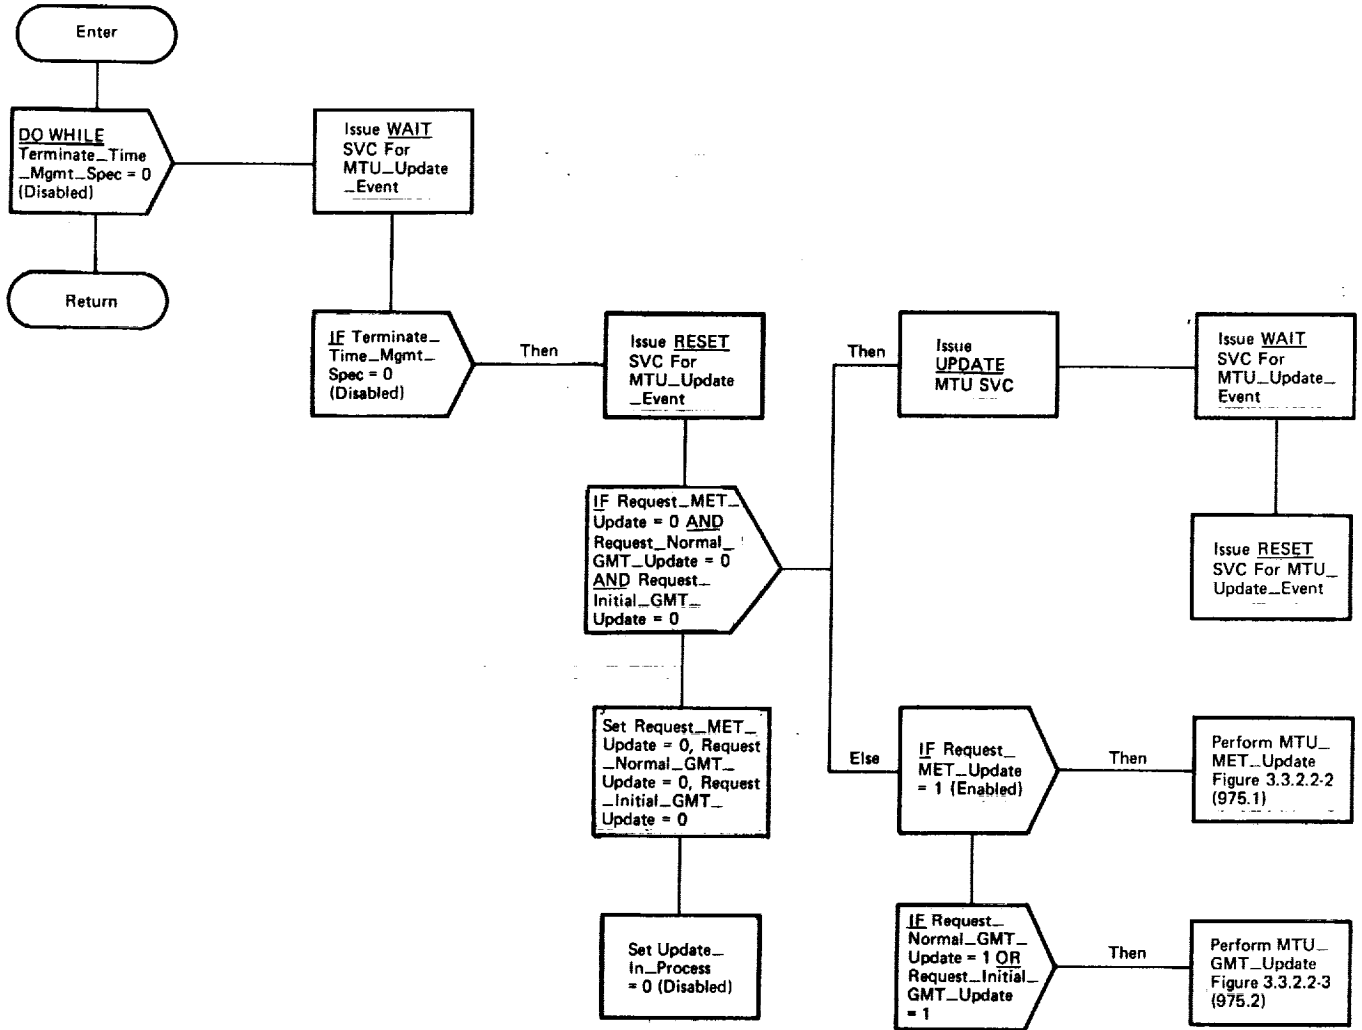 Enter
DO WHILE
Terminate_Time
_Mgmt_Spec = 0
(Disabled)
Return
Issue WAIT
SVC For
MTU_Update
_Event
IF Terminate_
Time_Mgmt_
Spec = 0
(Disabled)
Then
Issue RESET
SVC For
MTU_Update
_Event
IF Request_MET_
Update = 0 AND
Request_Normal_
GMT_Update = 0
AND Request_
Initial_GMT_
Update = 0
Set Request_MET_
Update = 0, Request
_Normal_GMT_
Update = 0, Request
_Initial_GMT_
Update = 0
Set Update_
In_Process
= 0 (Disabled)
Then
Issue
UPDATE
MTU SVC
Issue WAIT
SVC For
MTU_Update_
Event
Issue RESET
SVC For MTU_
Update_Event
Else
IF Request_
MET_Update
= 1 (Enabled)
Then
Perform MTU_
MET_Update
Figure 3.3.2.2-2
(975.1)
IF Request_
Normal_GMT_
Update = 1 OR
Request_Initial_
GMT_Update
= 1
Then
Perform MTU_
GMT_Update
Figure 3.3.2.2-3
(975.2)